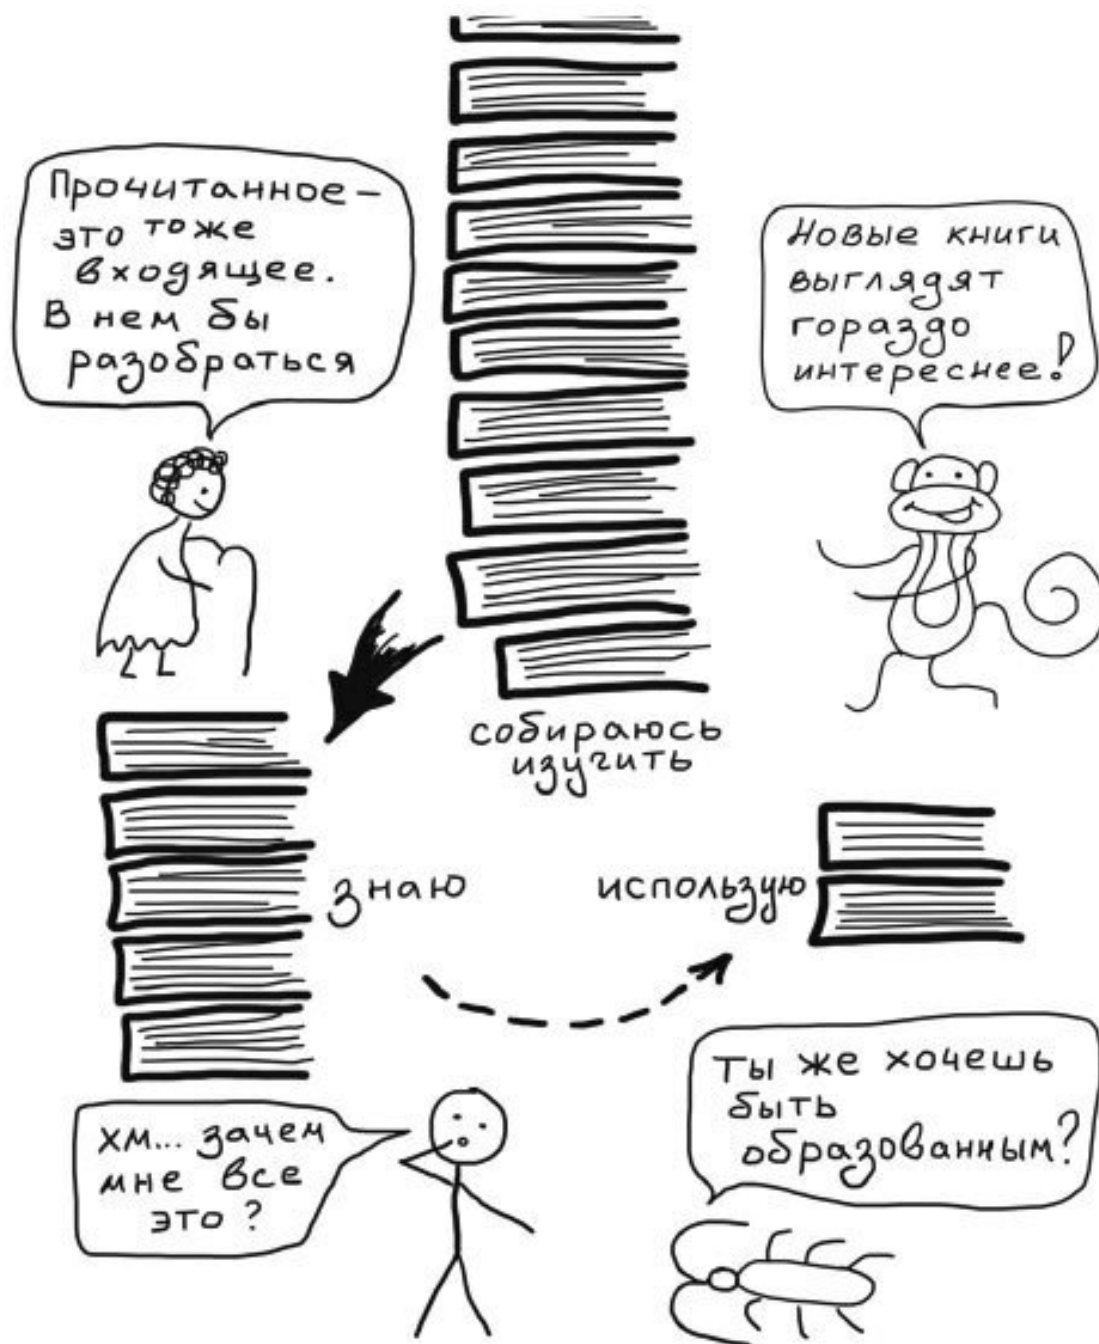 Прочитанное –
это тоже
входящее.
В нем бы
разобраться
Новые книги
выглядят
гораздо
интереснее!
собираюсь
изучить
знаю
использую
Ты же хочешь
быть
образованным?
хм... зачем
мне все
это?